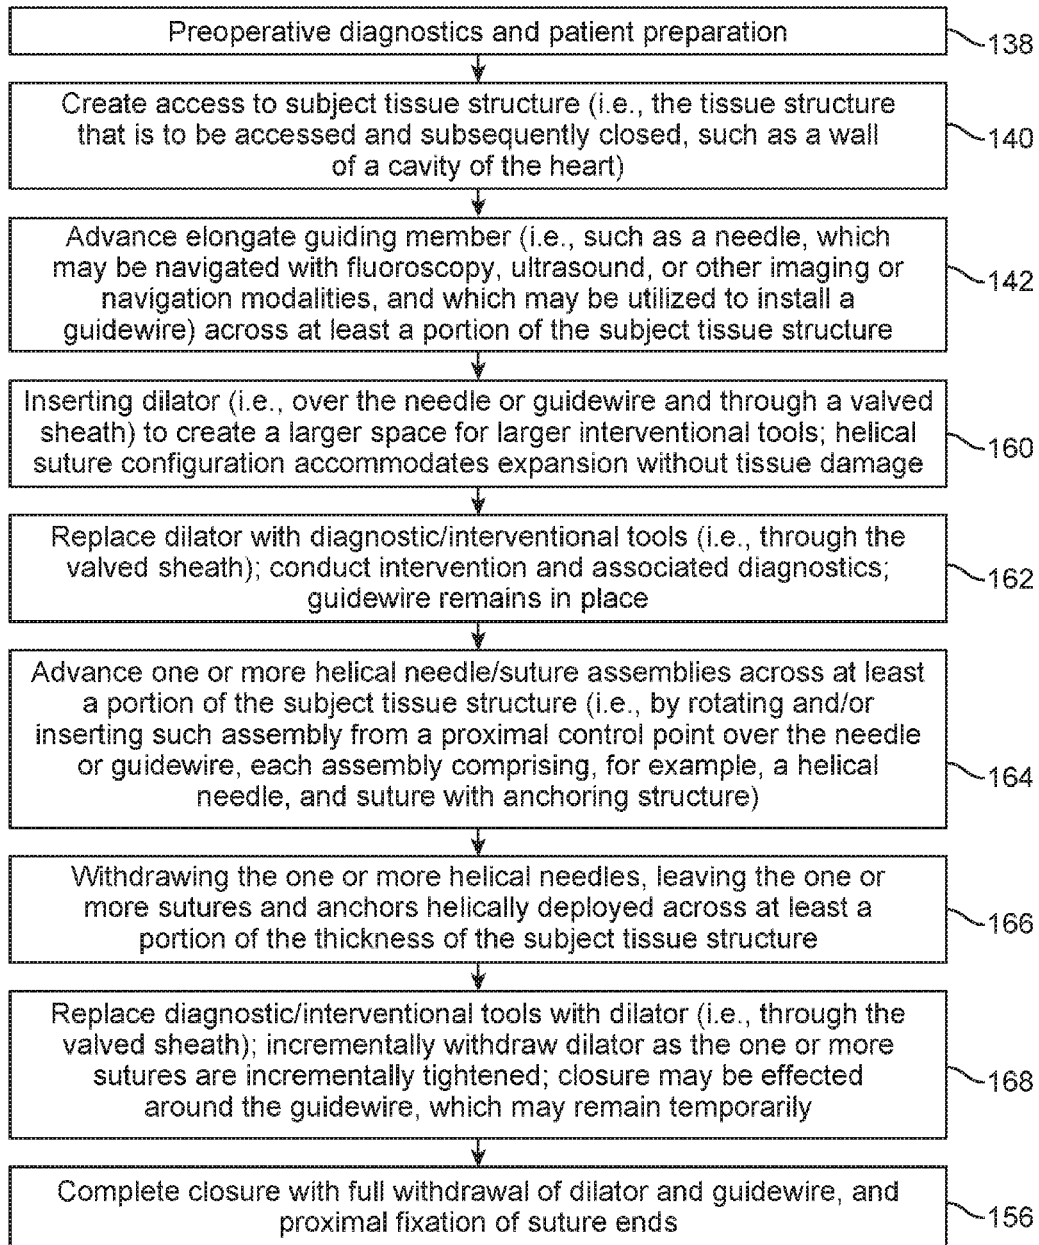 Preoperative diagnostics and patient preparation
138
Create access to subject tissue structure (i.e., the tissue structure
that is to be accessed and subsequently closed, such as a wall
of a cavity of the heart)
140
Advance elongate guiding member (i.e., such as a needle, which
may be navigated with fluoroscopy, ultrasound, or other imaging or
navigation modalities, and which may be utilized to install a
guidewire) across at least a portion of the subject tissue structure
142
Inserting dilator (i.e., over the needle or guidewire and through a valved
sheath) to create a larger space for larger interventional tools; helical
suture configuration accommodates expansion without tissue damage
160
Replace dilator with diagnostic/interventional tools (i.e., through the
valved sheath); conduct intervention and associated diagnostics;
guidewire remains in place
162
Advance one or more helical needle/suture assemblies across at least
a portion of the subject tissue structure (i.e., by rotating and/or
inserting such assembly from a proximal control point over the needle
or guidewire, each assembly comprising, for example, a helical
needle, and suture with anchoring structure)
164
Withdrawing the one or more helical needles, leaving the one or
more sutures and anchors helically deployed across at least a
portion of the thickness of the subject tissue structure
166
Replace diagnostic/interventional tools with dilator (i.e., through the
valved sheath); incrementally withdraw dilator as the one or more
sutures are incrementally tightened; closure may be effected
around the guidewire, which may remain temporarily
168
Complete closure with full withdrawal of dilator and guidewire, and
proximal fixation of suture ends
156